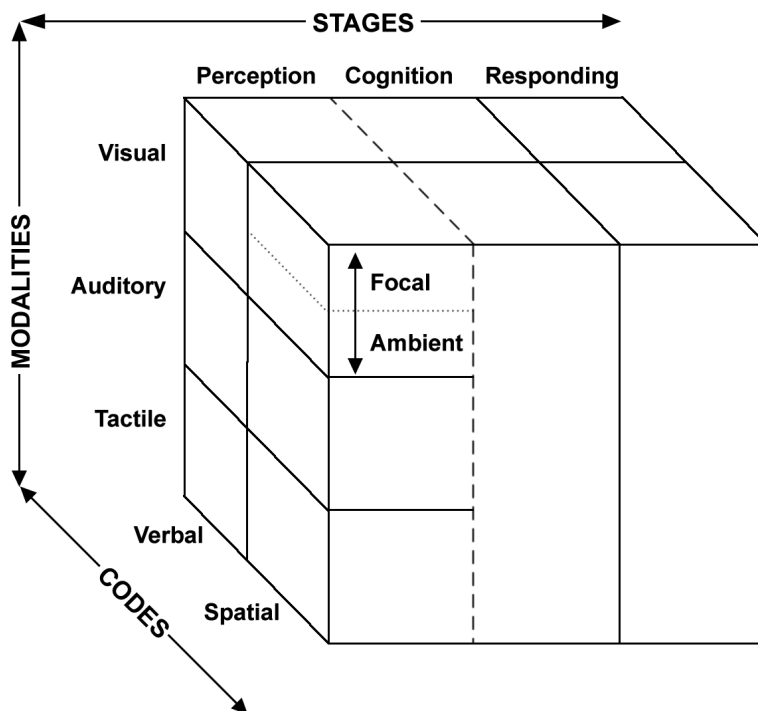 STAGES
Perception
Cognition
Responding
Visual
MODALITIES
Auditory
Focal
Ambient
Tactile
Verbal
CODES
Spatial